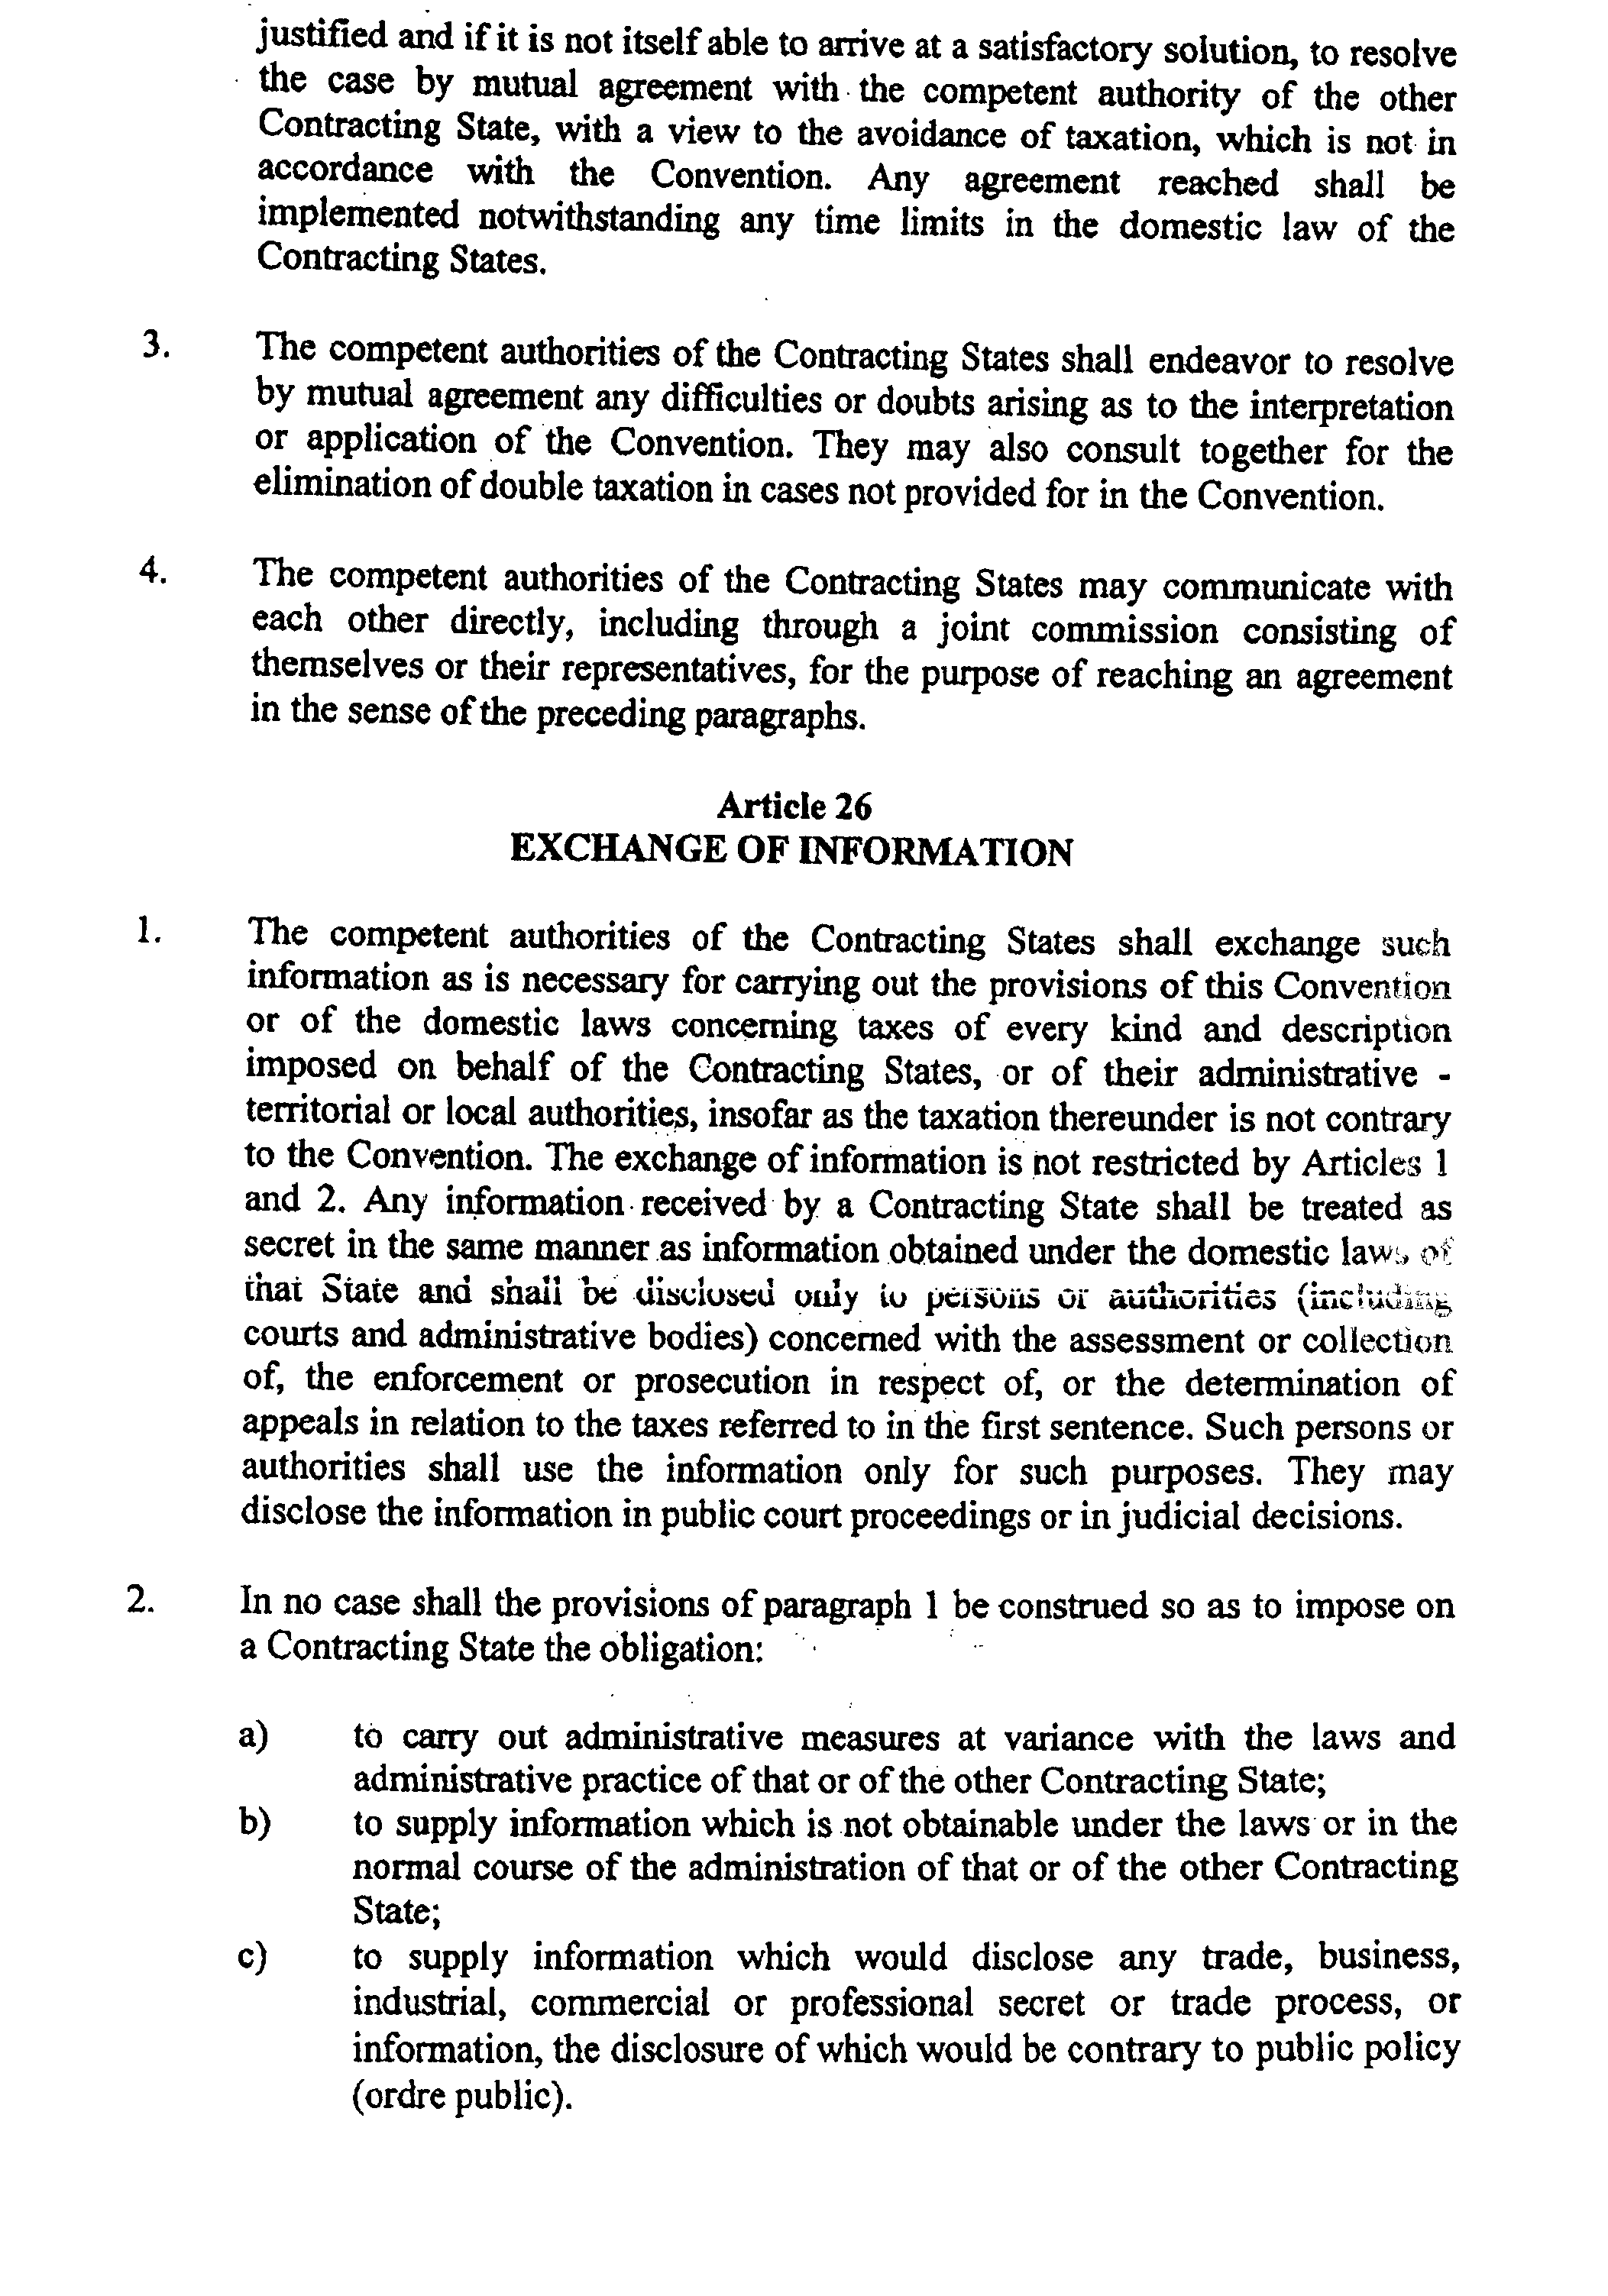 justified and if it is not itself able to arrive at a satisfactory solution, to resolve
the case by mutual agreement with the competent authority of the other
Contracting State, with a view to the avoidance of taxation, which is not in
accordance with the Convention. Any agreement reached shall be
implemented notwithstanding any time limits in the domestic law of the
Contracting States.
3. The competent authorities of the Contracting States shall endeavor to resolve
by mutual agreement any difficulties or doubts arising as to the interpretation
or application of the Convention. They may also consult together for the
elimination of double taxation in cases not provided for in the Convention.
4. The competent authorities of the Contracting States may communicate with
each other directly, including through a joint commission consisting of
themselves or their representatives, for the purpose of reaching an agreement
in the sense of the preceding paragraphs.
Article 26
EXCHANGE OF INFORMATION
1. The competent authorities of the Contracting States shall exchange such
information as is necessary for carrying out the provisions of this Convention
or of the domestic laws concerning taxes of every kind and description
imposed on behalf of the Contracting States, or of their administrative -
territorial or local authorities, insofar as the taxation thereunder is not contrary
to the Convention. The exchange of information is not restricted by Articles 1
and 2. Any information received by a Contracting State shall be treated as
secret in the same manner as information obtained under the domestic laws of
that State and shall be disclosed only to persons or authorities (including
courts and administrative bodies) concerned with the assessment or collection
of, the enforcement or prosecution in respect of, or the determination of
appeals in relation to the taxes referred to in the first sentence. Such persons or
authorities shall use the information only for such purposes. They may
disclose the information in public court proceedings or in judicial decisions.
2. In no case shall the provisions of paragraph 1 be construed so as to impose on
a Contracting State the obligation:
a) to carry out administrative measures at variance with the laws and
administrative practice of that or of the other Contracting State;
b) to supply information which is not obtainable under the laws or in the
normal course of the administration of that or of the other Contracting
State;
c) to supply information which would disclose any trade, business,
industrial, commercial or professional secret or trade process, or
information, the disclosure of which would be contrary to public policy
(ordre public).